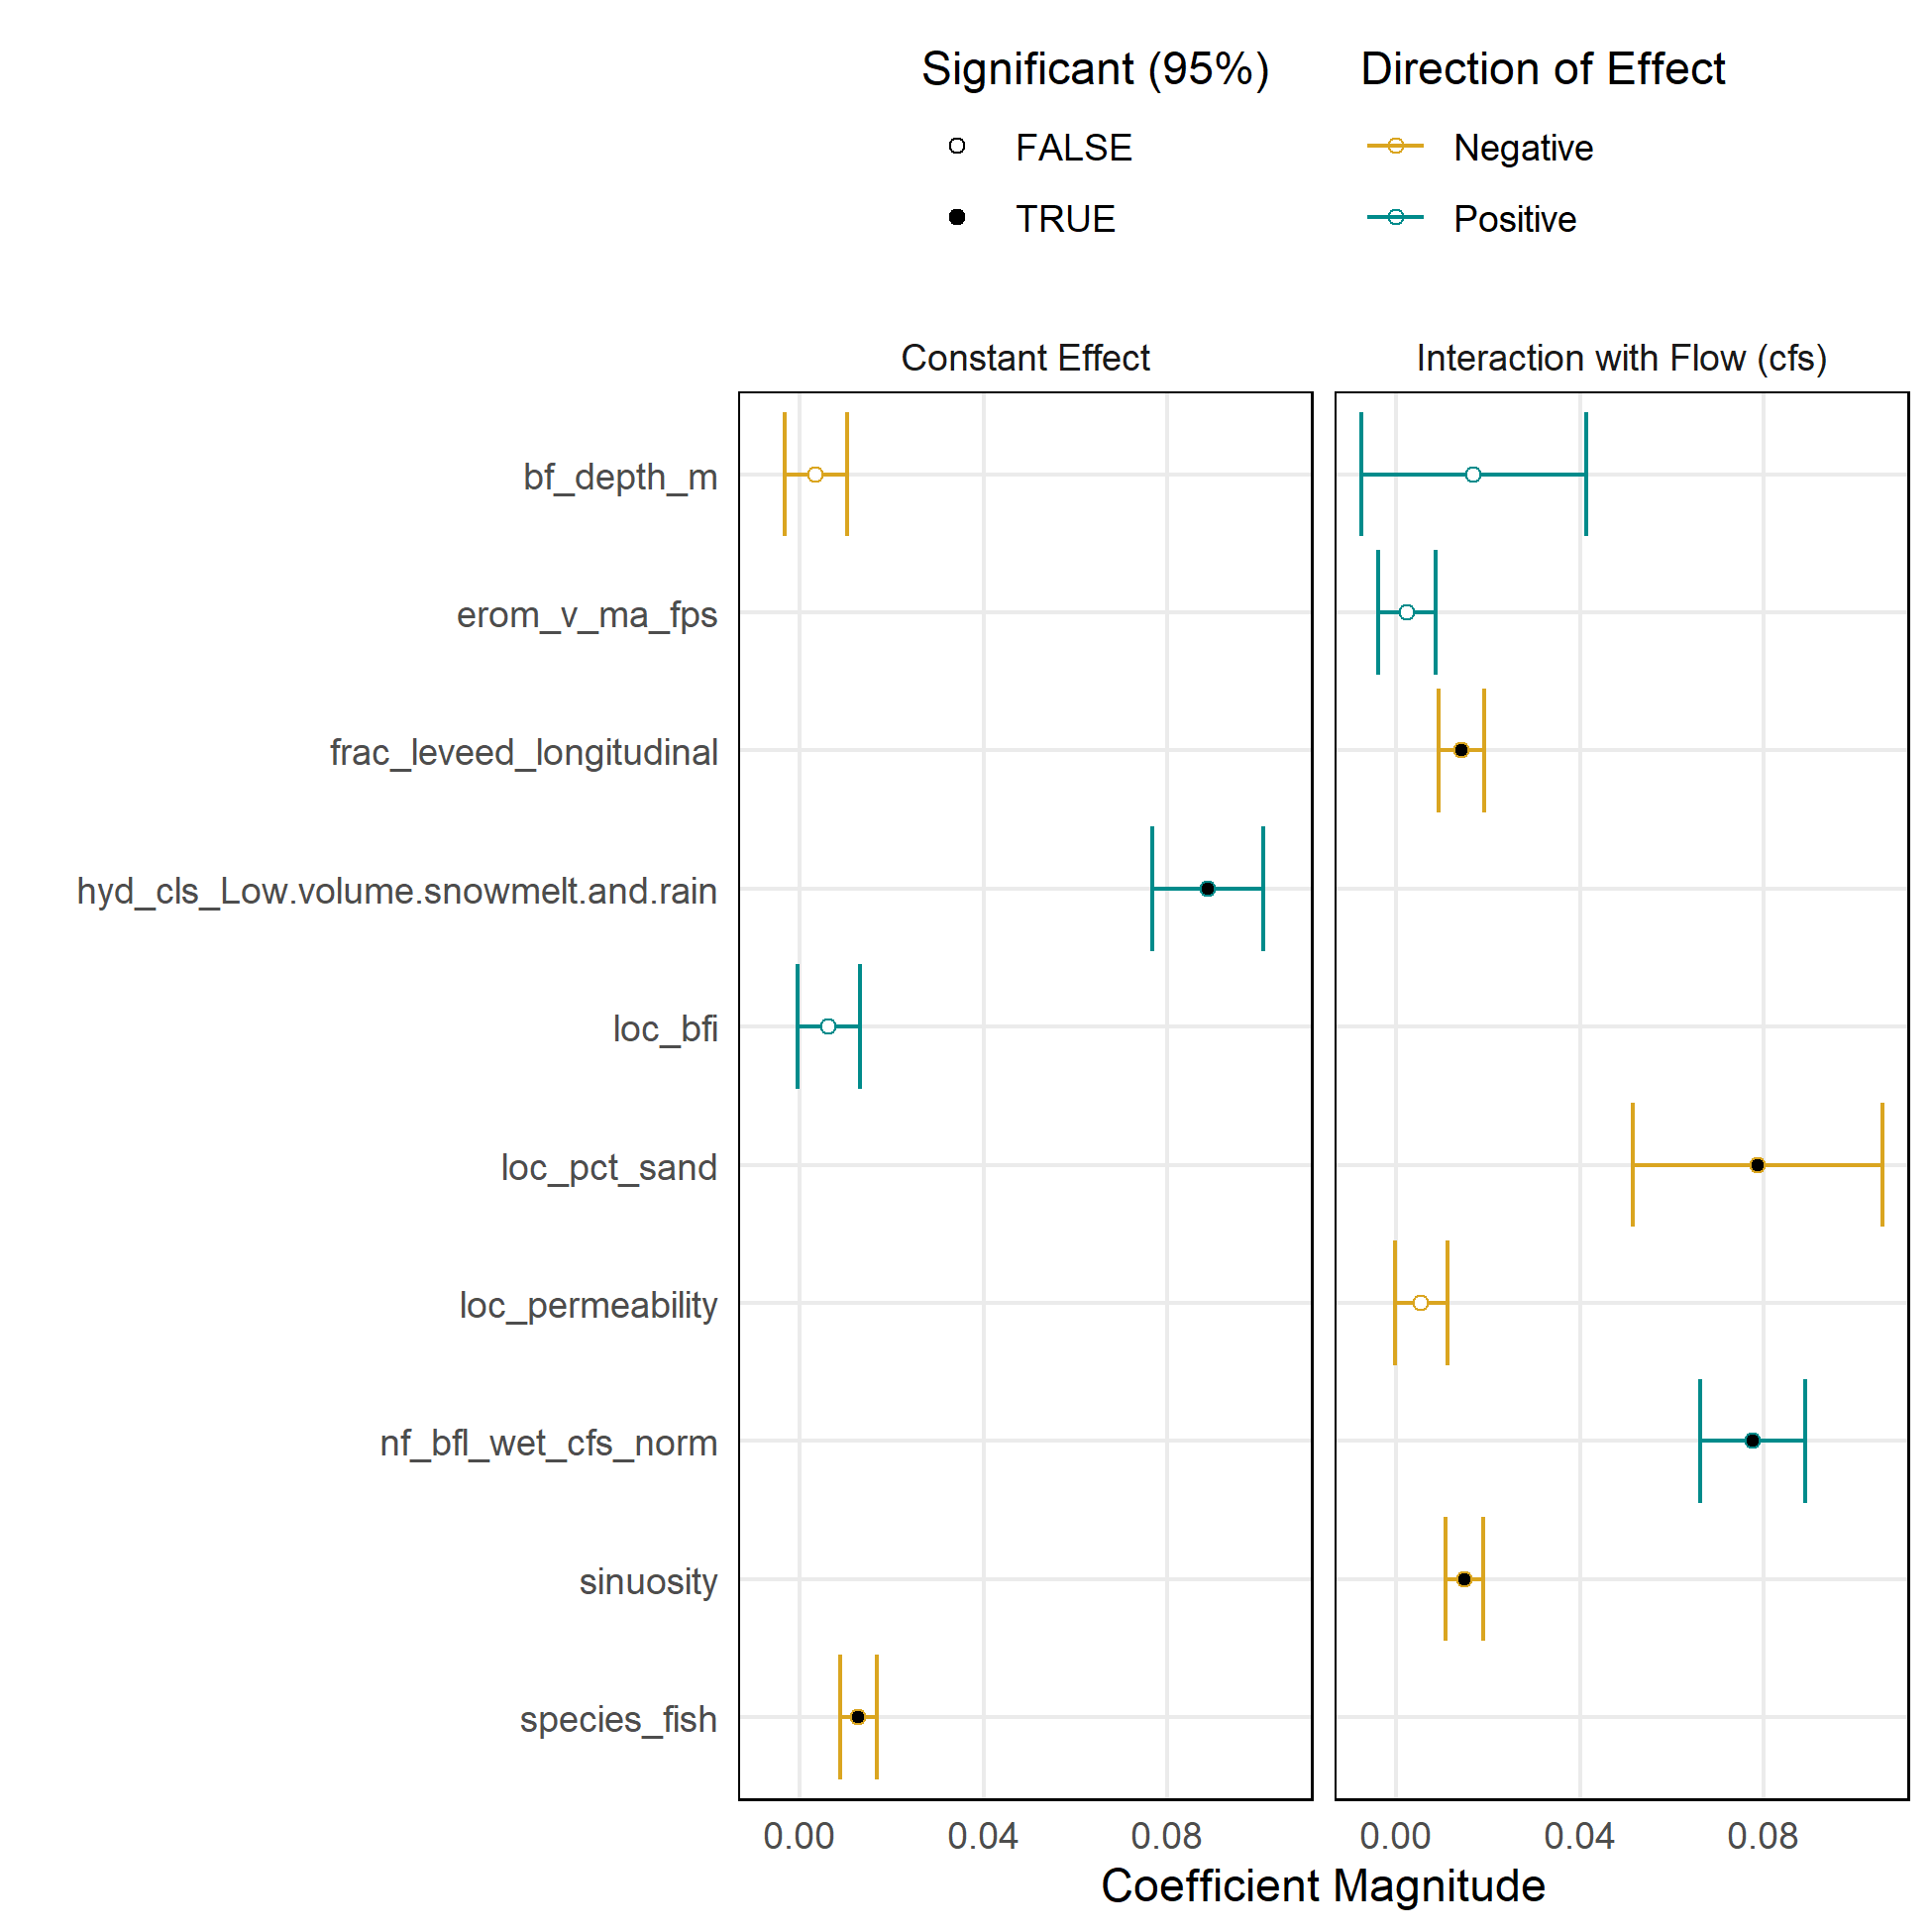 Significant (95%)
FALSE
TRUE
Direction of Effect
Negative
Positive
Constant Effect
Interaction with Flow (cfs)
bf_depth_m
erom_v_ma_fps
frac_leveed_longitudinal
hyd_cls_Low.volume.snowmelt.and.rain
loc_bfi
loc_pct_sand
loc_permeability
nf_bfl_wet_cfs_norm
sinuosity
species_fish
0.00 0.04 0.08
0.00 0.04 0.08
Coefficient Magnitude